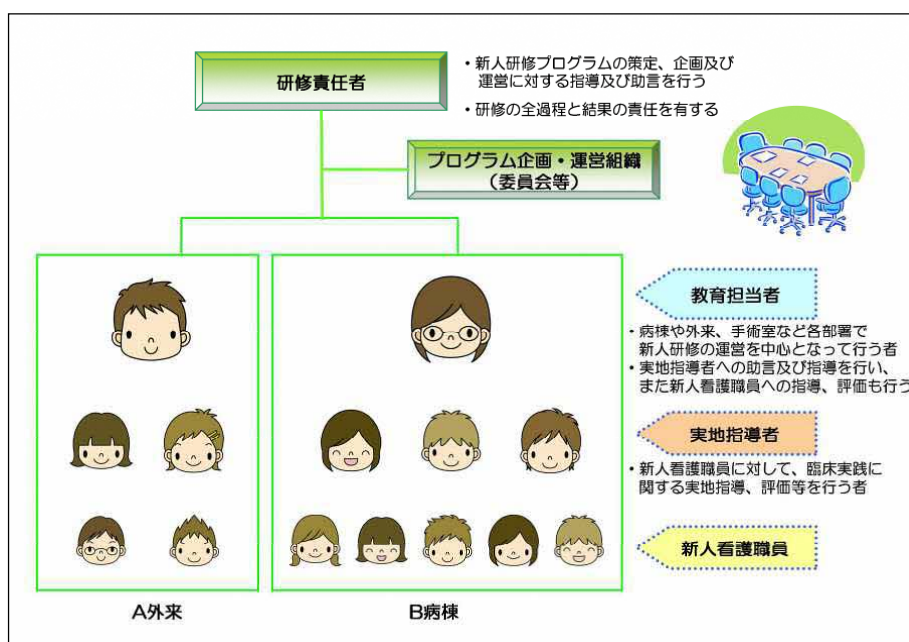 研修責任者
・新人研修プログラムの策定、企画及び
運営に対する指導及び助言を行う
・研修の全過程と結果の責任を有する
プログラム企画・運営組織
（委員会等）
教育担当者
・病棟や外来、手術室など各部署で
新人研修の運営を中心となって行う者
・実地指導者への助言及び指導を行い、
また新人看護職員への指導、評価も行う
実地指導者
・新人看護職員に対して、臨床実践に
関する実地指導、評価等を行う者
新人看護職員
A外来
B病棟